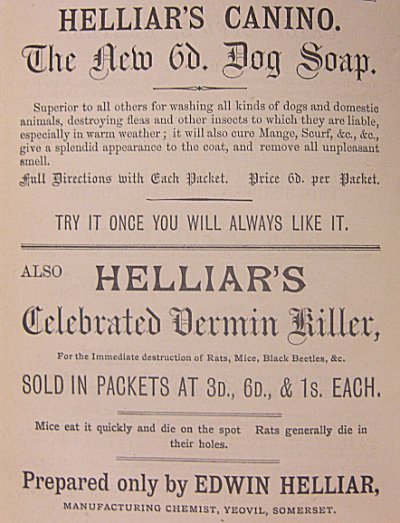 HELLIAR'S CANINO.
The New 6d. Dog Soap.
Superior to all others for washing all kinds of dogs and domestic
animals, destroying fleas and other insects to which they are liable,
especially in warm weather; it will also cure Mange, Scurf, &c., &c.,
give a splendid appearance to the coat, and remove all unpleasant
smell.
Full Directions with Each Packet. Price 6d. per Packet.
TRY IT ONCE YOU WILL ALWAYS LIKE IT.
ALSO HELLIAR'S
Celebrated Vermin Killer,
For the Immediate destruction of Rats, Mice, Black Beetles, &c.
SOLD IN PACKETS AT 3D., 6D., & 1S. EACH.
Mice eat it quickly and die on the spot Rats generally die in
their holes.
Prepared only by EDWIN HELLIAR,
MANUFACTURING CHEMIST, YEOVIL, SOMERSET.